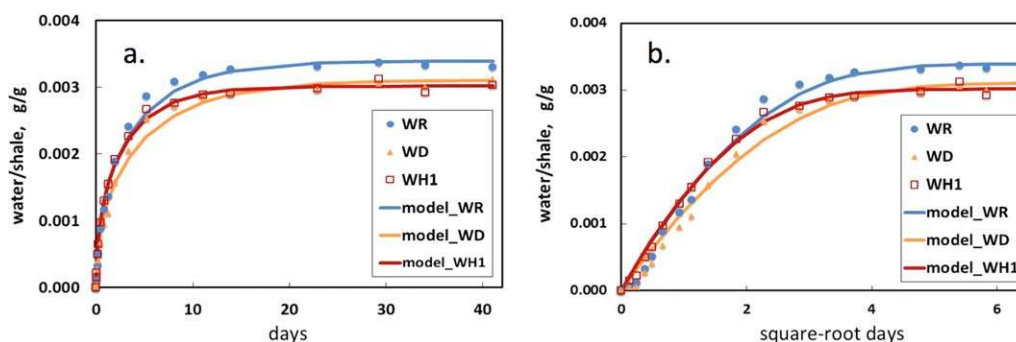 a.
water/shale, g/g
0.004
0.003
0.002
0.001
0.000
WR
WD
WH1
model_WR
model_WD
model_WH1
0
10
20
30
40
days
b.
water/shale, g/g
0.004
0.003
0.002
0.001
0.000
WR
WD
WH1
model_WR
model_WD
model_WH1
0
2
4
6
square-root days